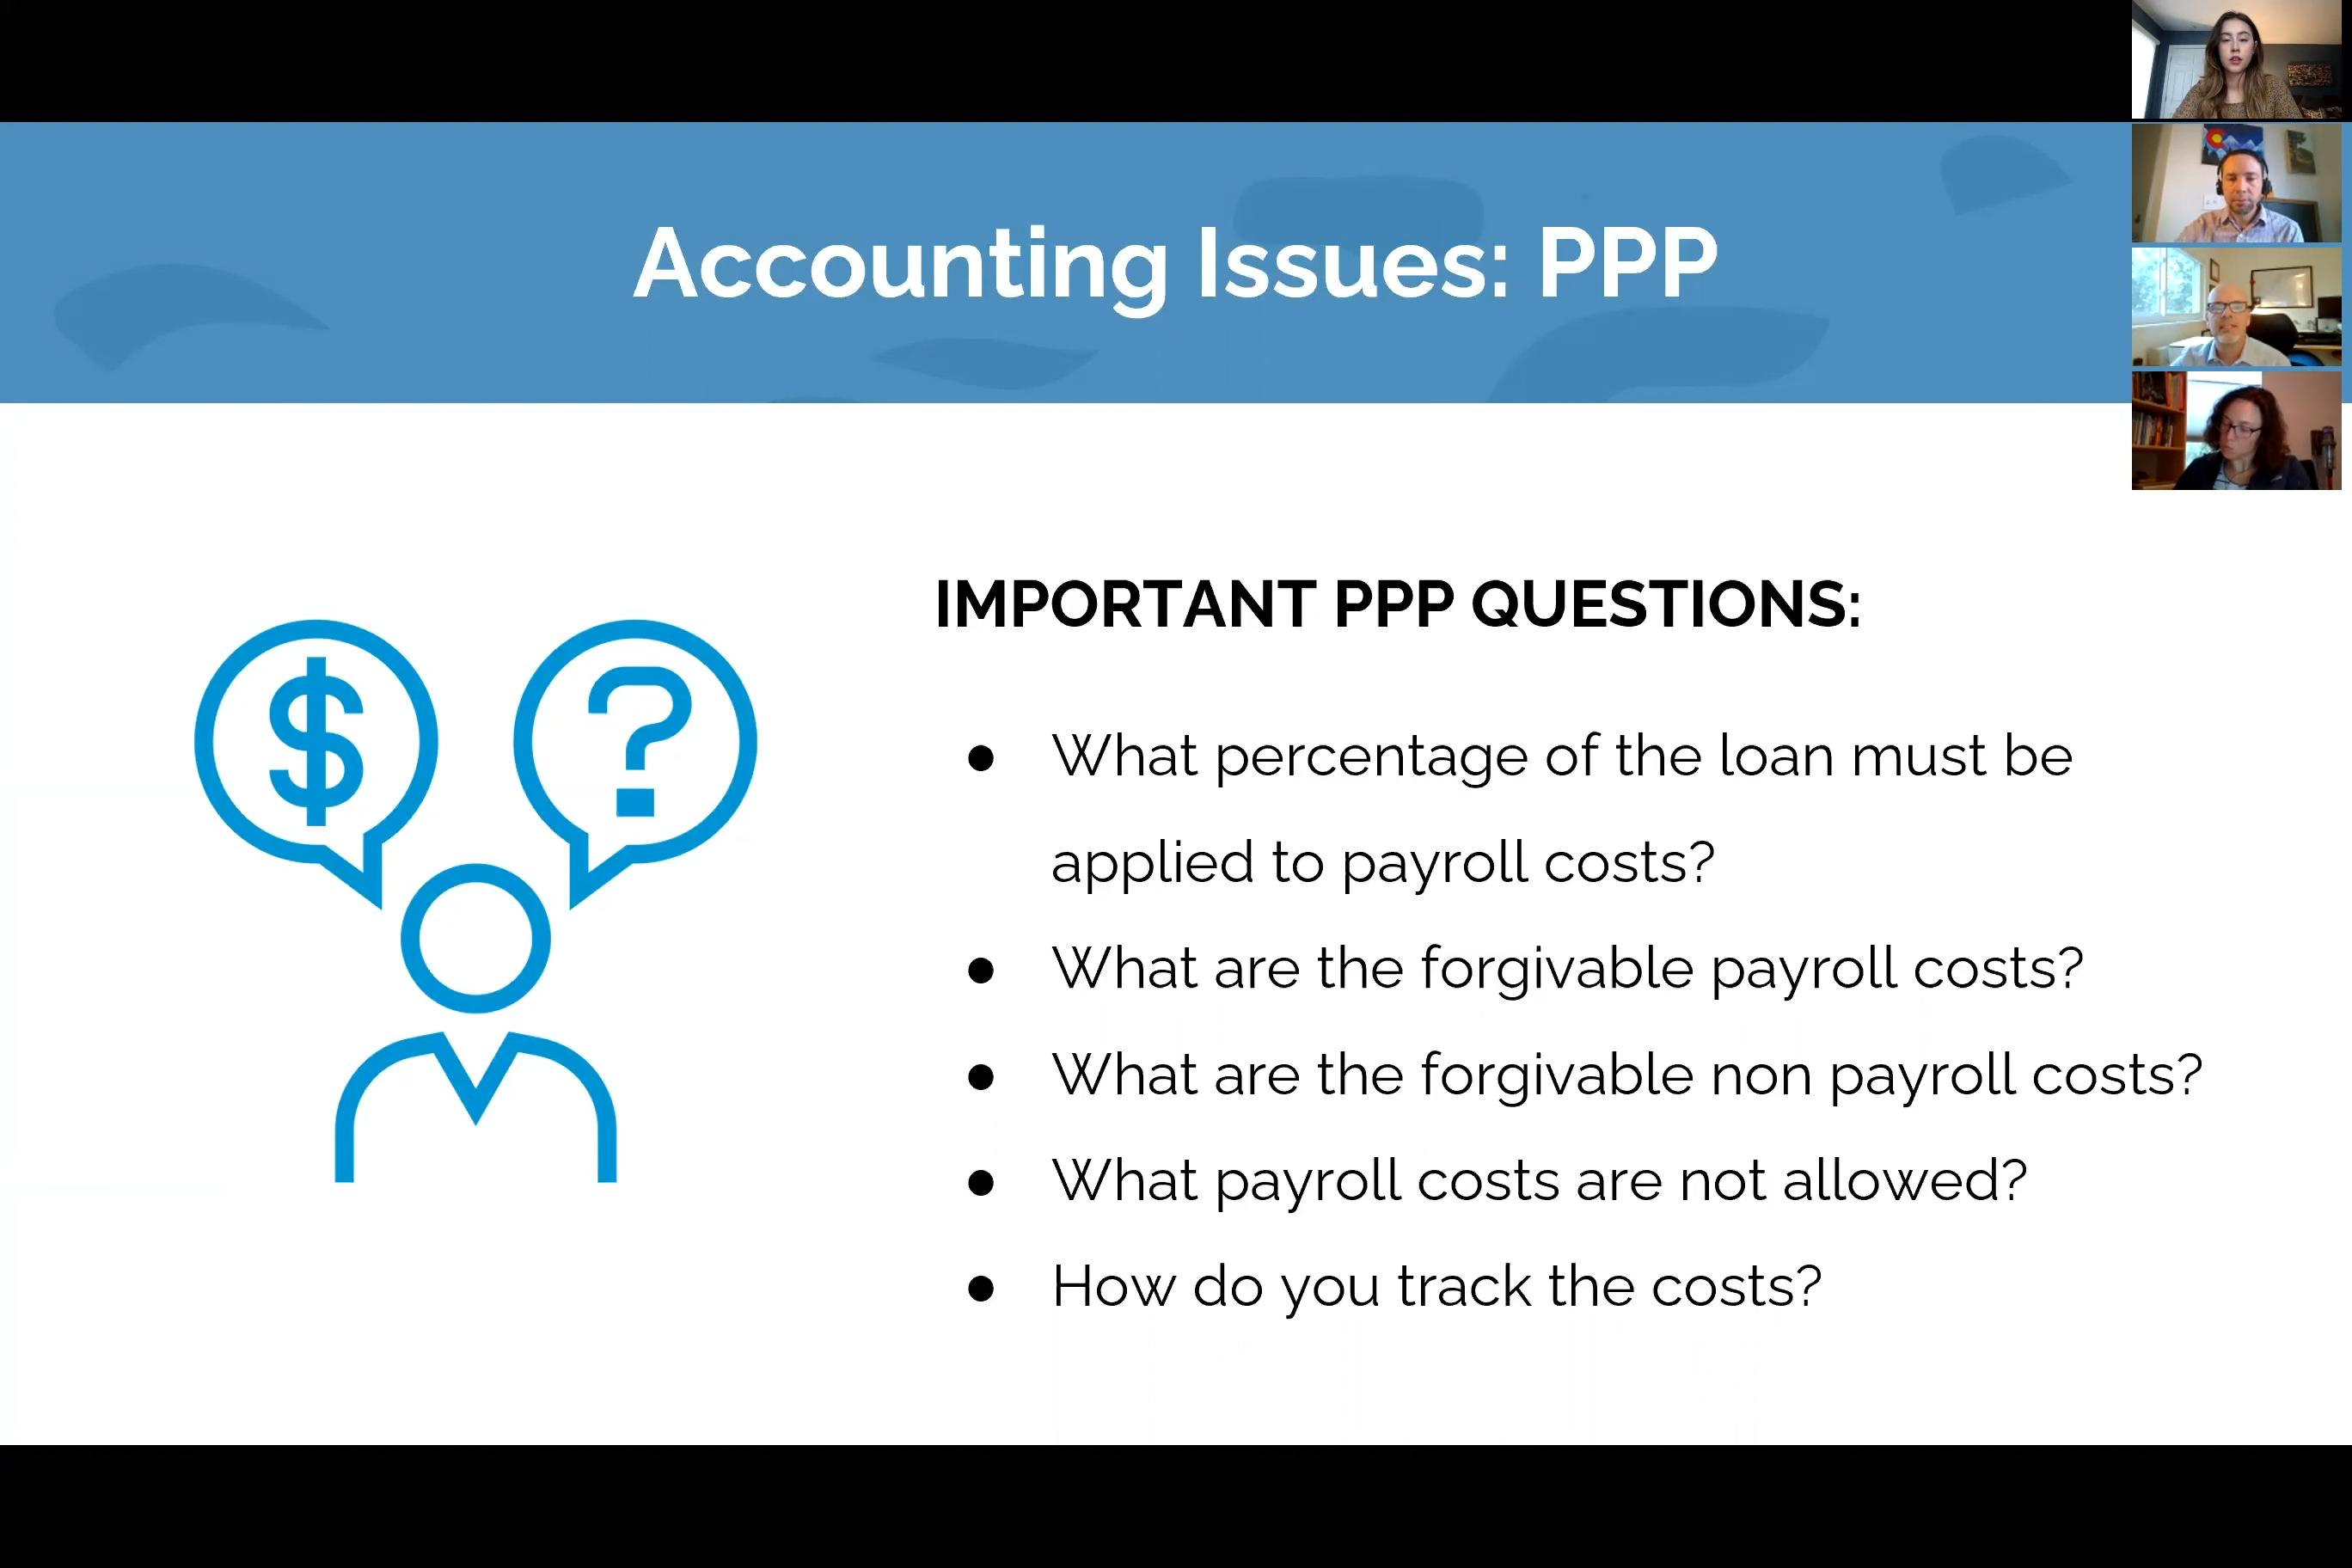 Accounting Issues: PPP
IMPORTANT PPP QUESTIONS:
● What percentage of the loan must be
applied to payroll costs?
● What are the forgivable payroll costs?
● What are the forgivable non payroll costs?
● What payroll costs are not allowed?
● How do you track the costs?
$
?